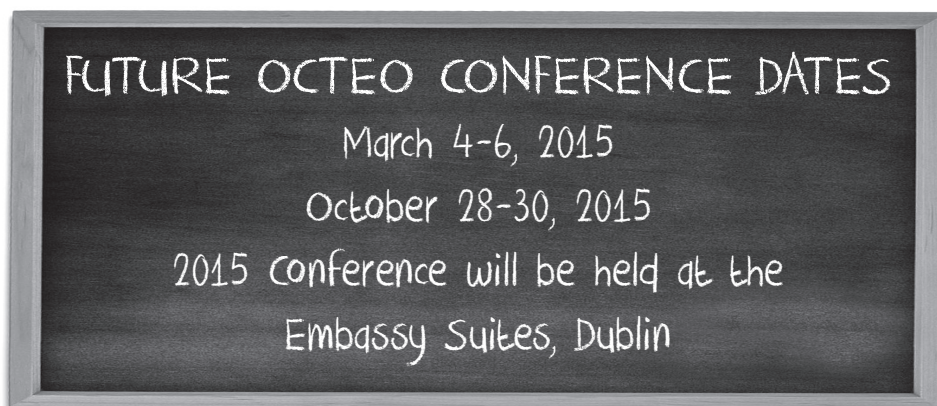 FUTURE OCTEO CONFERENCE DATES
March 4-6, 2015
October 28-30, 2015
2015 Conference will be held at the
Embassy Suites, Dublin